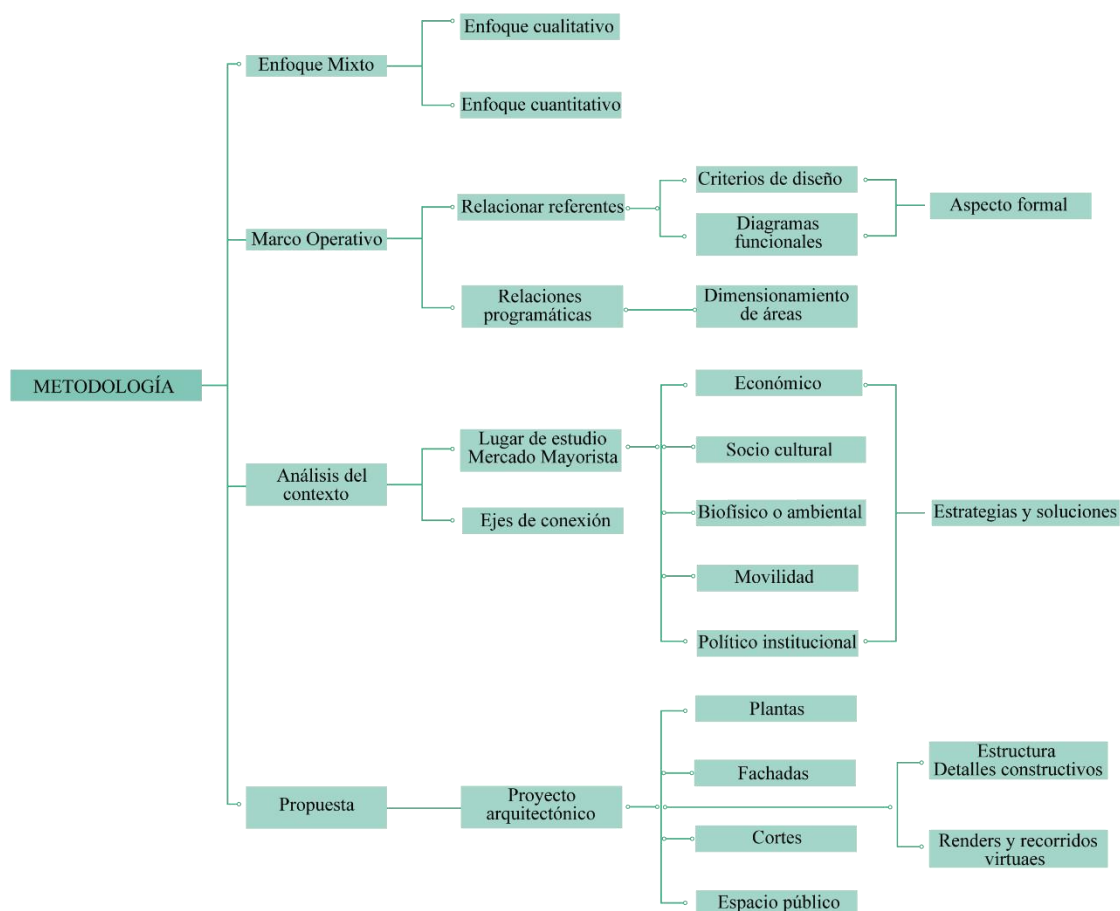 METODOLOGÍA
Enfoque Mixto
Enfoque cualitativo
Enfoque cuantitativo
Marco Operativo
Relacionar referentes
Criterios de diseño
Diagramas
funcionales
Aspecto formal
Relaciones
programáticas
Dimensionamiento
de áreas
Análisis del
contexto
Lugar de estudio
Mercado Mayorista
Ejes de conexión
Económico
Socio cultural
Biofísico o ambiental
Movilidad
Político institucional
Estrategias y soluciones
Propuesta
Proyecto
arquitectónico
Plantas
Fachadas
Cortes
Espacio público
Estructura
Detalles constructivos
Renders y recorridos
virtuaes